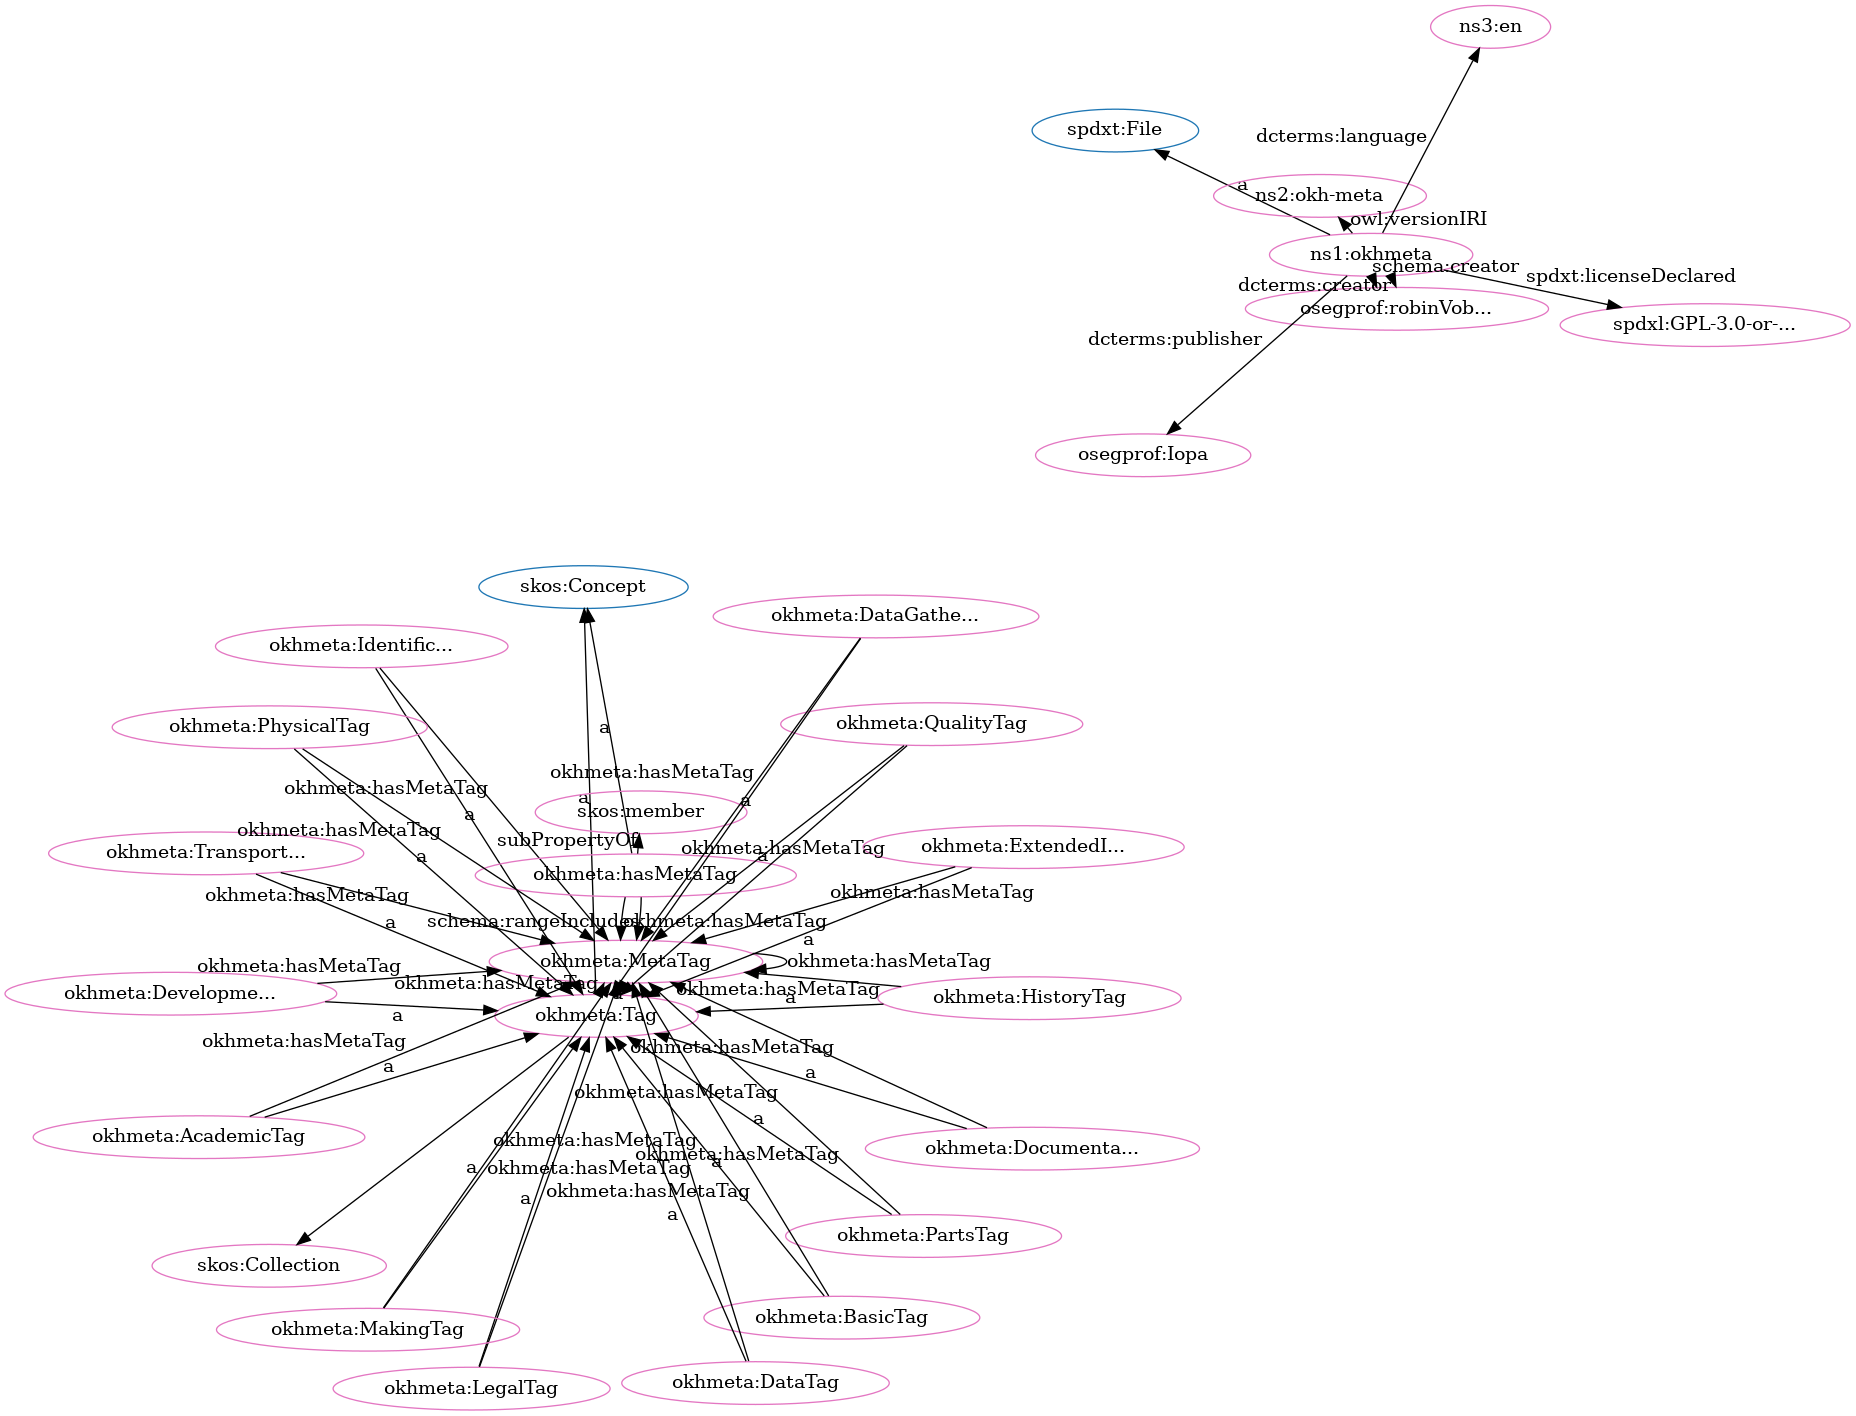 ns3:en
spdxt:File
dcterms:language
a
ns2:okh-meta
owl:versionIRI
ns1:okhmeta
schema:creator
spdxt:licenseDeclared
dcterms:creator
osegprof:robinVob...
spdxl:GPL-3.0-or-...
dcterms:publisher
osegprof:Iopa
skos:Concept
okhmeta:DataGathe...
okhmeta:Identific...
okhmeta:PhysicalTag
okhmeta:QualityTag
a
okhmeta:hasMetaTag
okhmeta:hasMetaTag
a
a
skos:member
a
okhmeta:hasMetaTag
subPropertyOf
okhmeta:hasMetaTag
okhmeta:Transport...
a
a
okhmeta:ExtendedI...
okhmeta:hasMetaTag
okhmeta:hasMetaTag
okhmeta:hasMetaTag
a
schema:rangeIncludes
okhmeta:hasMetaTag
a
okhmeta:MetaTag
okhmeta:hasMetaTag
okhmeta:hasMetaTag
okhmeta:Developme...
okhmeta:hasMetaTag
okhmeta:hasMetaTag
a
okhmeta:HistoryTag
a
okhmeta:Tag
okhmeta:hasMetaTag
okhmeta:hasMetaTag
a
a
okhmeta:hasMetaTag
a
okhmeta:AcademicTag
okhmeta:hasMetaTag
okhmeta:hasMetaTag
okhmeta:Documenta...
a
okhmeta:hasMetaTag
a
okhmeta:hasMetaTag
a
a
okhmeta:PartsTag
skos:Collection
okhmeta:BasicTag
okhmeta:MakingTag
okhmeta:DataTag
okhmeta:LegalTag